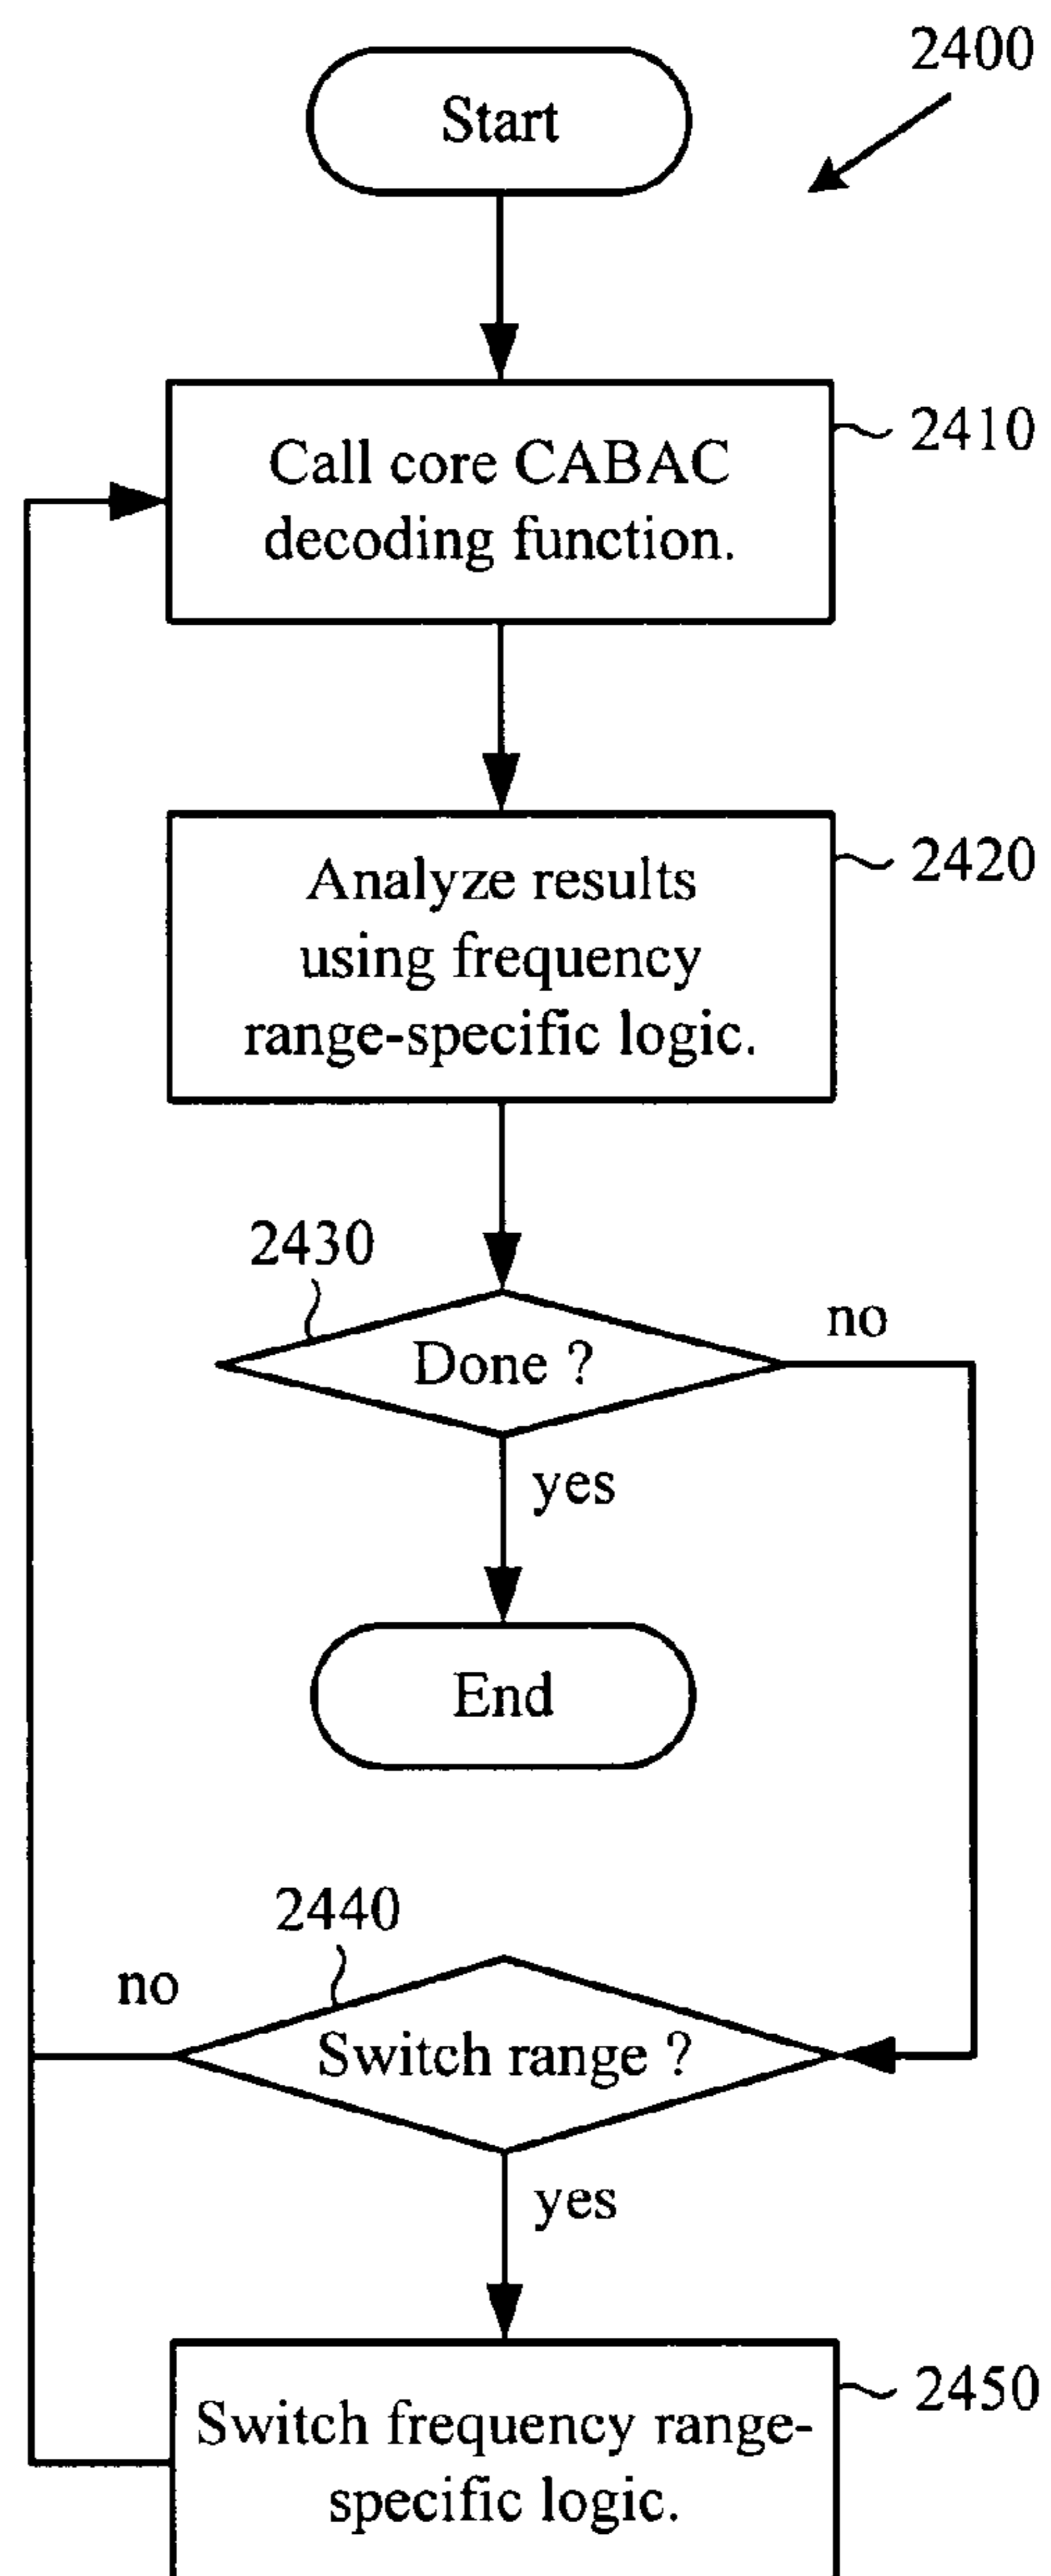 2400
Start
Call core CABAC
decoding function.
2410
Analyze results
using frequency
range-specific logic.
2420
2430
Done ?
no
yes
End
2440
no
Switch range ?
yes
Switch frequency range-
specific logic.
2450